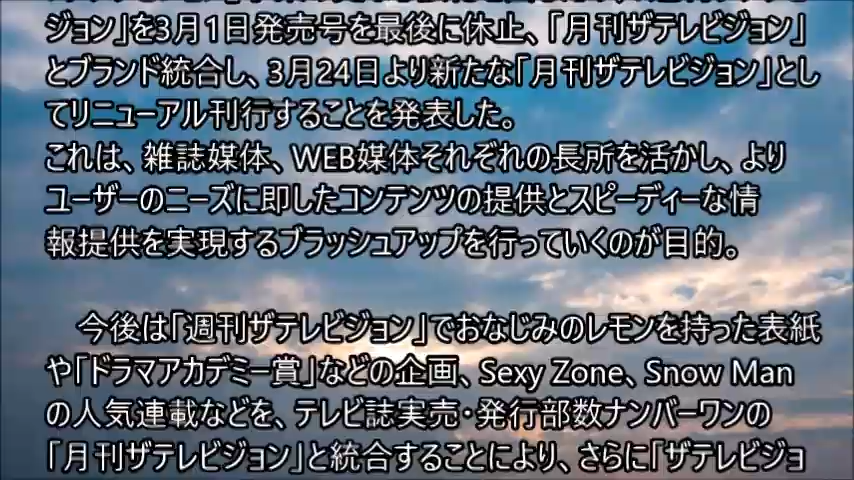 ジョン」を3月1日発売号を最後に休止、「月刊ザテレビジョン」
とブランド統合し、3月24日より新たな「月刊ザテレビジョン」とし
てリニューアル刊行することを発表した。
これは、雑誌媒体、WEB媒体それぞれの長所を活かし、より
ユーザーのニーズに即したコンテンツの提供とスピーディーな情
報提供を実現するブラッシュアップを行っていくのが目的。
今後は「週刊ザテレビジョン」でおなじみのレモンを持った表紙
や「ドラマアカデミー賞」などの企画、Sexy Zone、Snow Man
の人気連載などを、テレビ誌実売・発行部数ナンバーワンの
「月刊ザテレビジョン」と統合することにより、さらに「ザテレビジョ